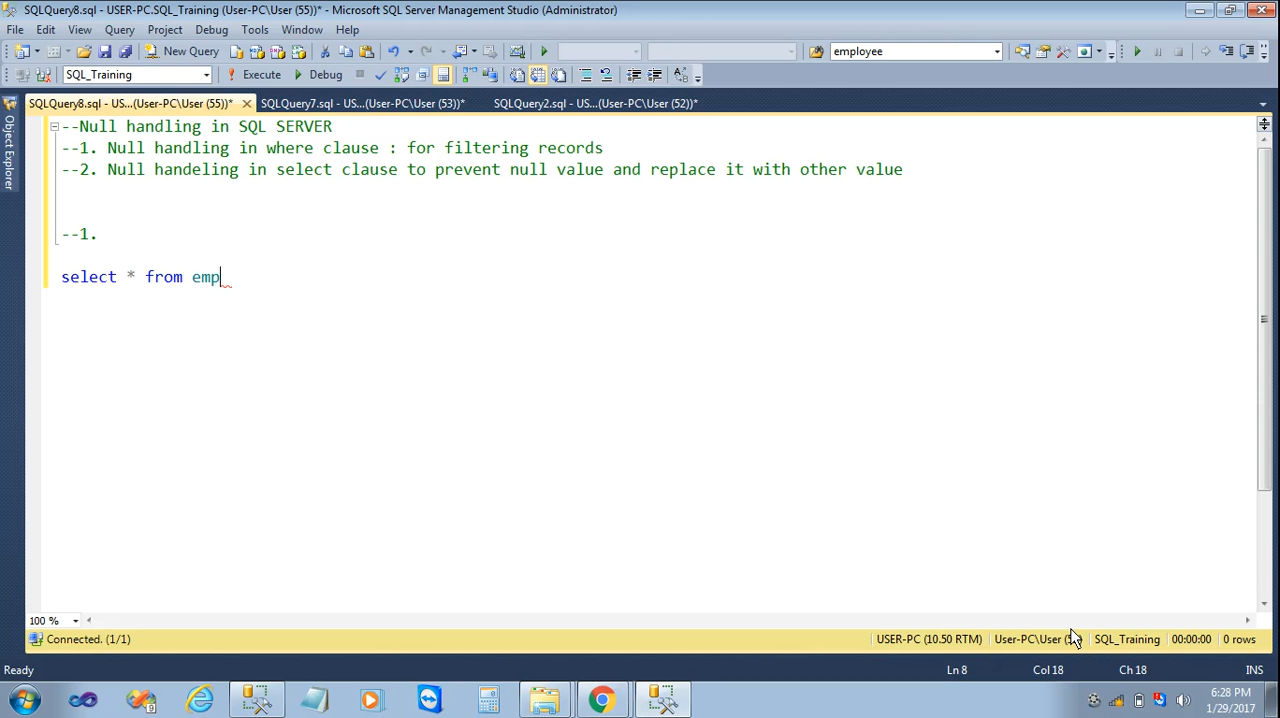 SQLQuery8.sql - USER-PC.SQL_Training (User-PC\User (55))* - Microsoft SQL Server Management Studio (Administrator)
File Edit View Query Project Debug Tools Window Help
New Query employee
SQL_Training Execute Debug
SQLQuery8.sql - US...(User-PC\User (55))* SQLQuery7.sql - US...(User-PC\User (53))* SQLQuery2.sql - US...(User-PC\User (52))*
Object Explorer
--Null handling in SQL SERVER
--1. Null handling in where clause : for filtering records
--2. Null handeling in select clause to prevent null value and replace it with other value
--1.
select * from emp
100 %
Connected. (1/1) USER-PC (10.50 RTM) User-PC\User SQL_Training 00:00:00 0 rows
Ready Ln 8 Col 18 Ch 18 INS
6:28 PM
1/29/2017